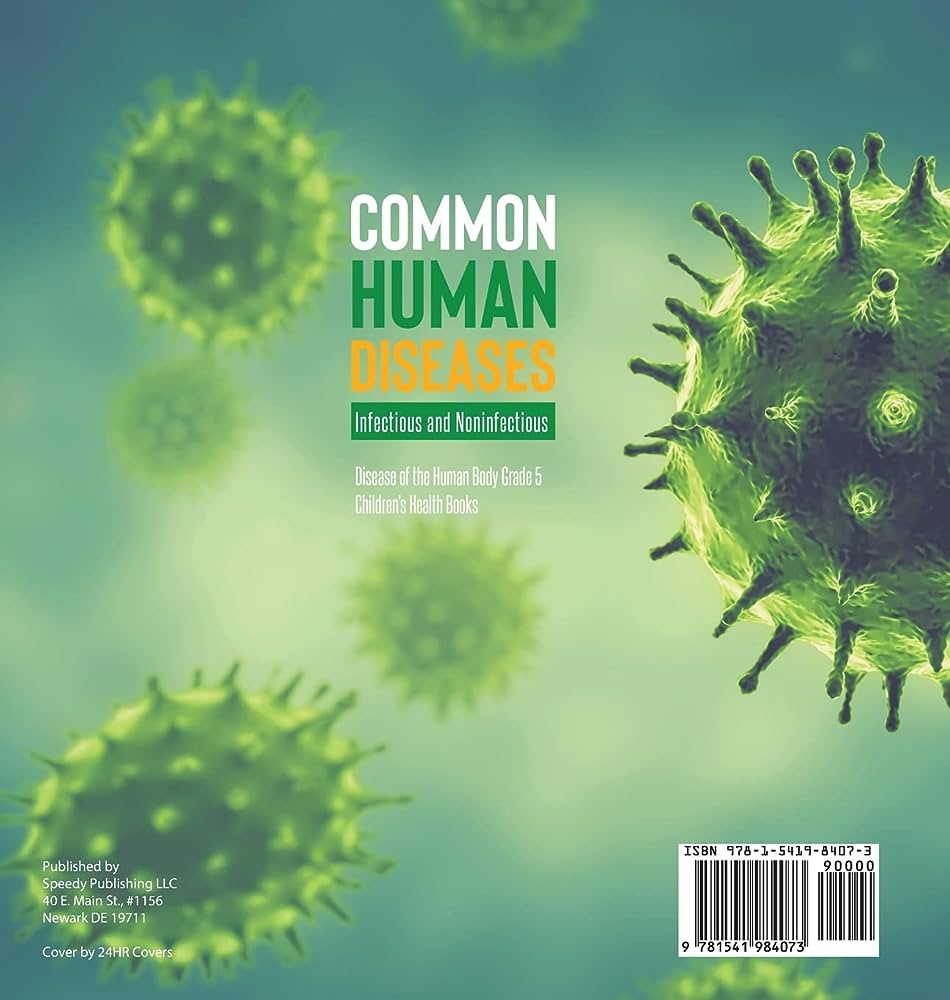 COMMON
HUMAN
DISEASES
Infectious and Noninfectious
Disease of the Human Body Grade 5
Children's Health Books
Published by
Speedy Publishing LLC
40 E. Main St., #1156
Newark DE 19711
Cover by 24HR Covers
ISBN 978-1-5419-8407-3
90000
9 781541 984073